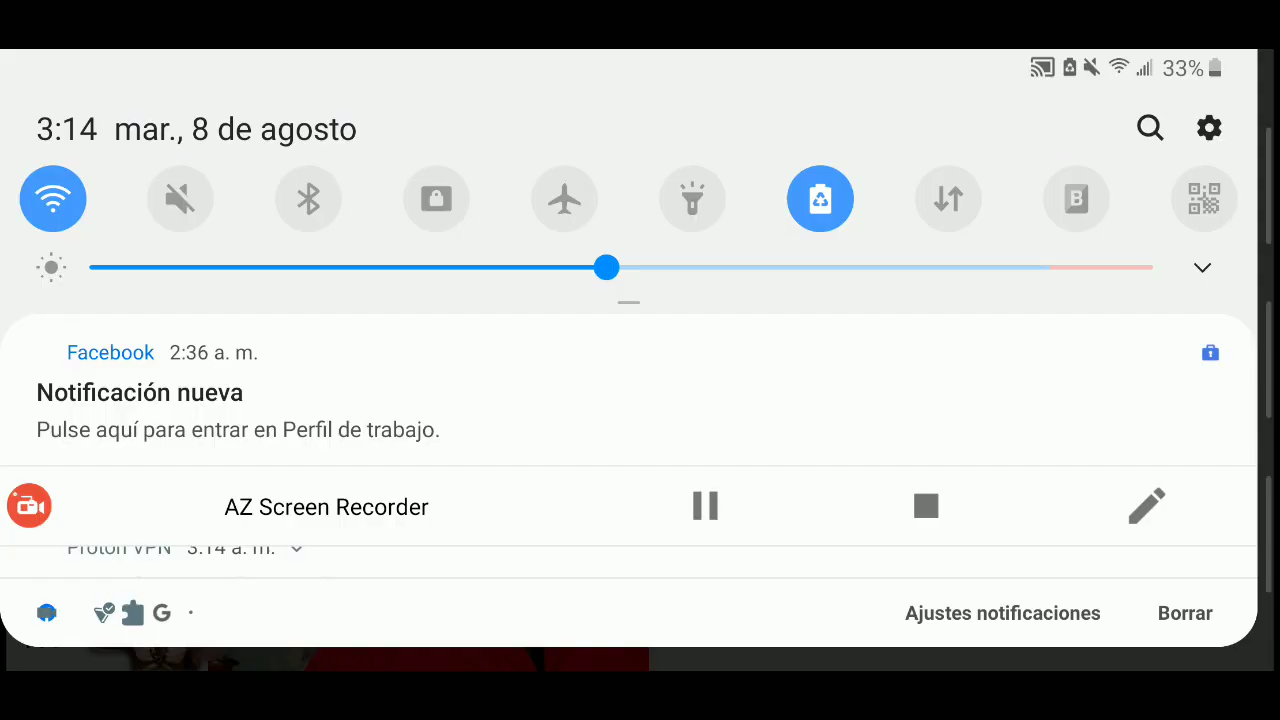 33%
3:14 mar., 8 de agosto
B
Facebook 2:36 a. m.
Notificación nueva
Pulse aquí para entrar en Perfil de trabajo.
AZ Screen Recorder
Proton VPN 3:14 a. m.
G
Ajustes notificaciones Borrar